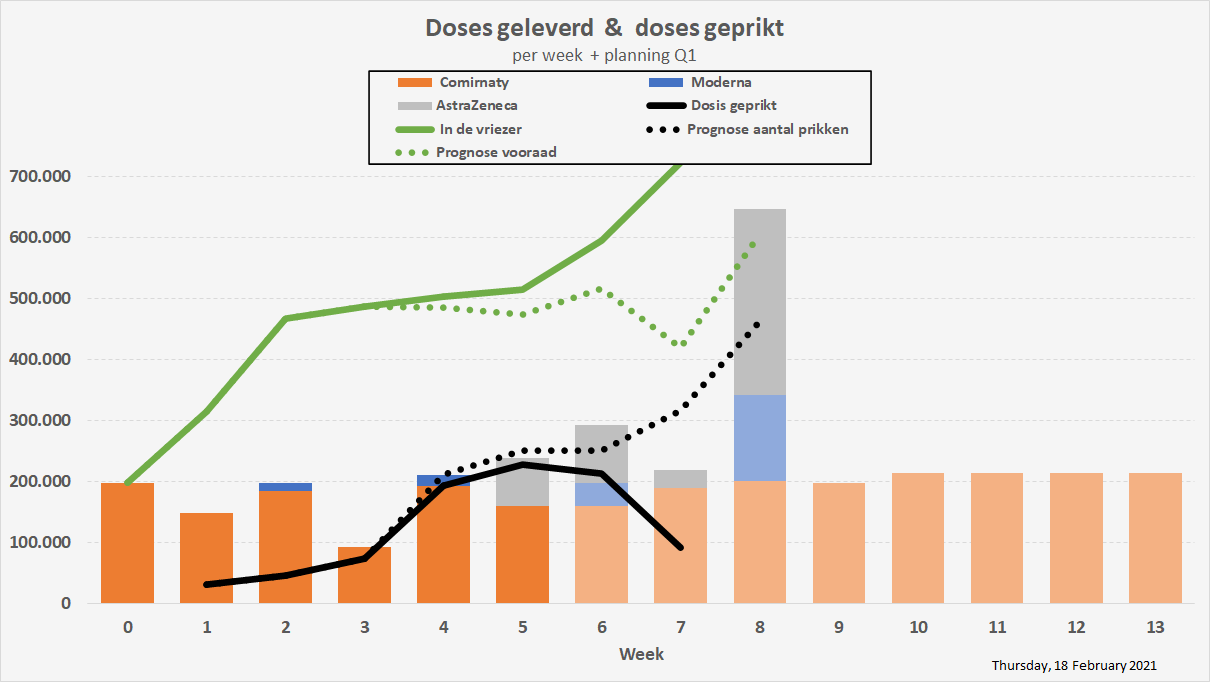 Doses geleverd & doses geprikt
per week + planning Q1
Comirnaty Moderna
AstraZeneca Dosis geprikt
In de vriezer Prognose aantal prikken
Prognose vooraad
700.000
600.000
500.000
400.000
300.000
200.000
100.000
0
0 1 2 3 4 5 6 7 8 9 10 11 12 13
Week
Thursday, 18 February 2021